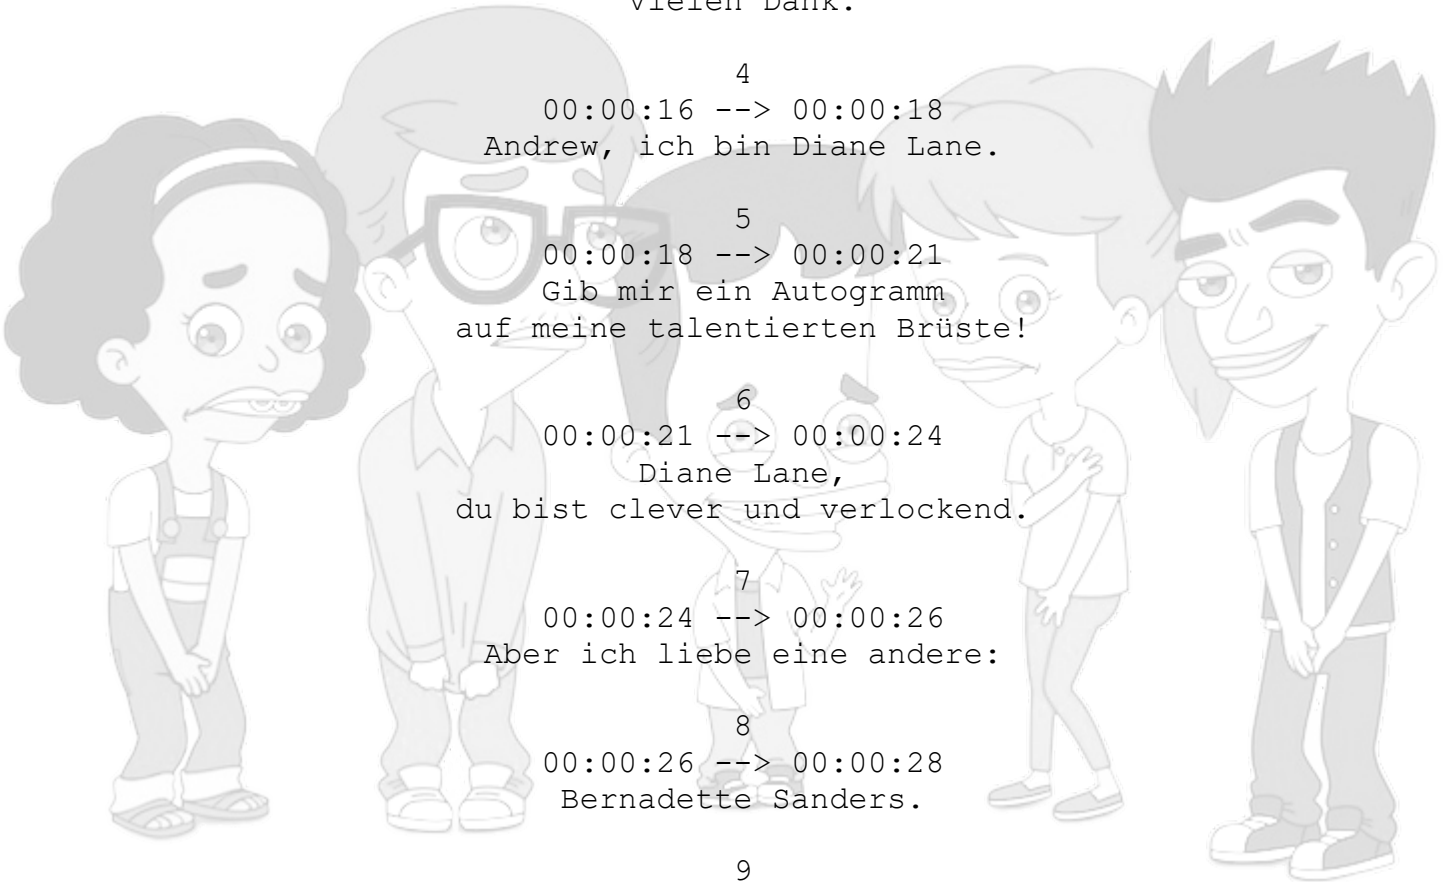 Vielen Dank.
4
00:00:16 --> 00:00:18
Andrew, ich bin Diane Lane.
5
00:00:18 --> 00:00:21
Gib mir ein Autogramm
auf meine talentierten Brüste!
6
00:00:21 --> 00:00:24
Diane Lane,
du bist clever und verlockend.
7
00:00:24 --> 00:00:26
Aber ich liebe eine andere:
8
00:00:26 --> 00:00:28
Bernadette Sanders.
9